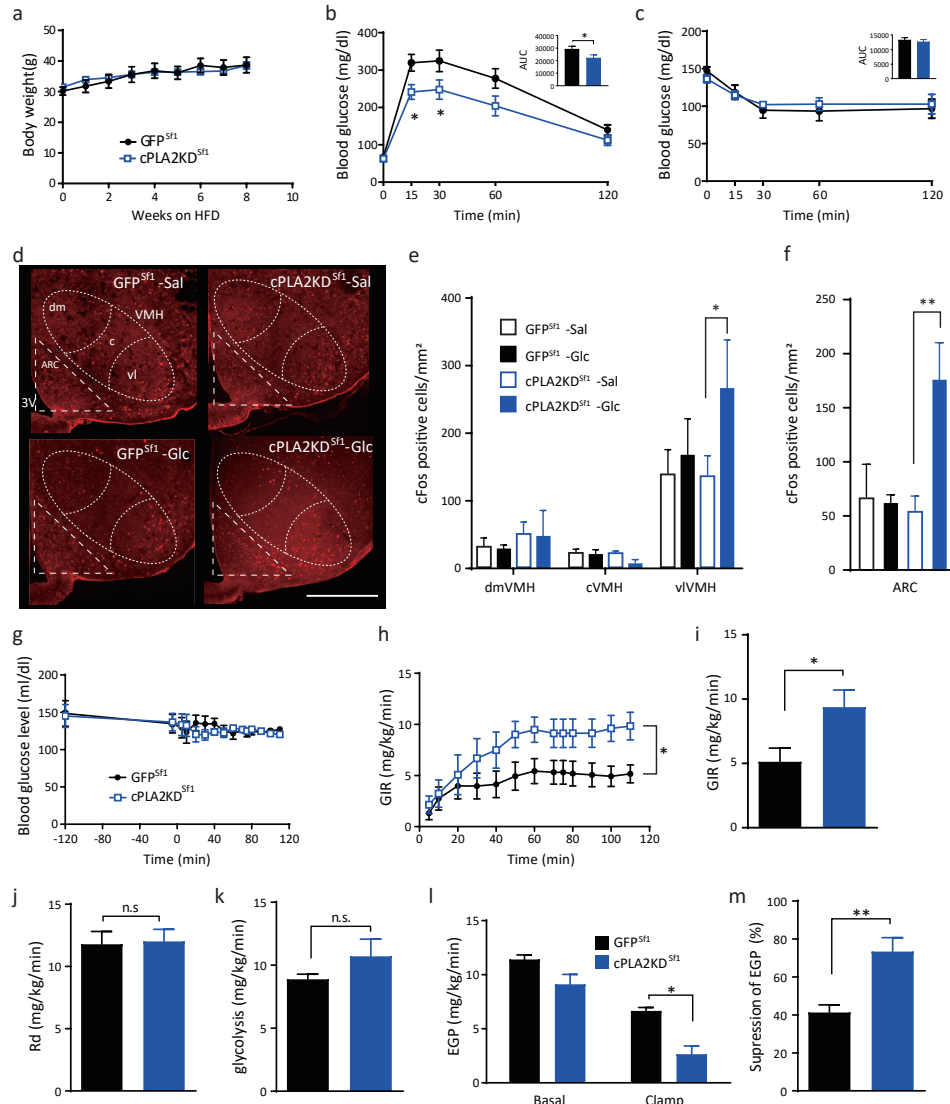 a
Body weight(g)
50
40
30
20
10
0
0
2
4
6
8
10
Weeks on HFD
GFP^Sf1
cPLA2KD^Sf1
b
Blood glucose (mg/dl)
400
300
200
100
0
0
15
30
60
120
Time (min)
* *
AUC
40000
30000
20000
10000
0
*
c
Blood glucose (mg/dl)
200
150
100
50
0
0
15
30
60
120
Time (min)
AUC
15000
10000
5000
0
d
GFP^Sf1-Sal
dm
VMH
c
ARC
vl
3V
cPLA2KD^Sf1-Sal
GFP^Sf1-Glc
cPLA2KD^Sf1-Glc
e
cFos positive cells/mm²
400
300
200
100
0
GFP^Sf1-Sal
GFP^Sf1-Glc
cPLA2KD^Sf1-Sal
cPLA2KD^Sf1-Glc
*
dmVMH cVMH vlVMH
f
cFos positive cells/mm²
250
200
150
100
50
0
**
ARC
g
Blood glucose level (ml/dl)
200
150
100
50
0
GFP^Sf1
cPLA2KD^Sf1
-120 -80 -40 0 40 80 120
Time (min)
h
GIR (mg/kg/min)
15
10
5
0
*
0 20 40 60 80 100 120
Time (min)
i
GIR (mg/kg/min)
15
10
5
0
*
j
Rd (mg/kg/min)
15
10
5
0
n.s
k
glycolysis (mg/kg/min)
15
10
5
0
n.s.
l
EGP (mg/kg/min)
15
10
5
0
GFP^Sf1
cPLA2KD^Sf1
*
Basal Clamp
m
Supression of EGP (%)
100
80
60
40
20
0
**